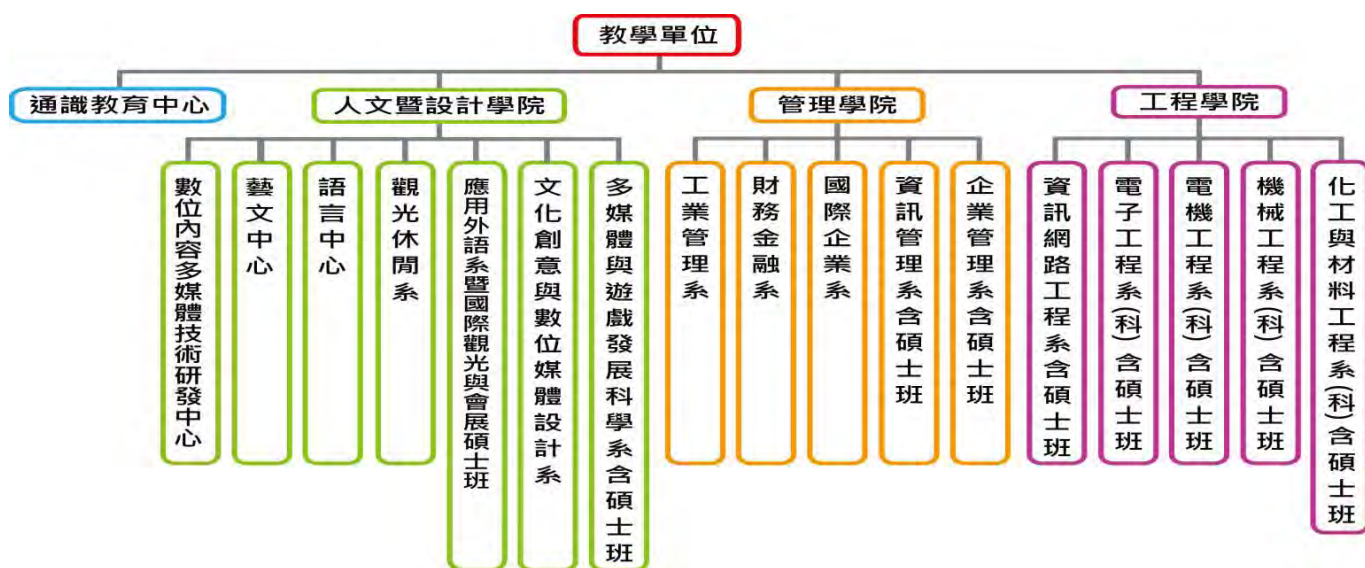 教學單位
通識教育中心
人文暨設計學院
管理學院
工程學院
數位內容多媒體技術研發中心
藝文中心
語言中心
觀光休閒系
應用外語系暨國際觀光與會展碩士班
文化創意與數位媒體設計系
多媒體與遊戲發展科學系含碩士班
工業管理系
財務金融系
國際企業系
資訊管理系含碩士班
企業管理系含碩士班
資訊網路工程系含碩士班
電子工程系(科)含碩士班
電機工程系(科)含碩士班
機械工程系(科)含碩士班
化工與材料工程系(科)含碩士班